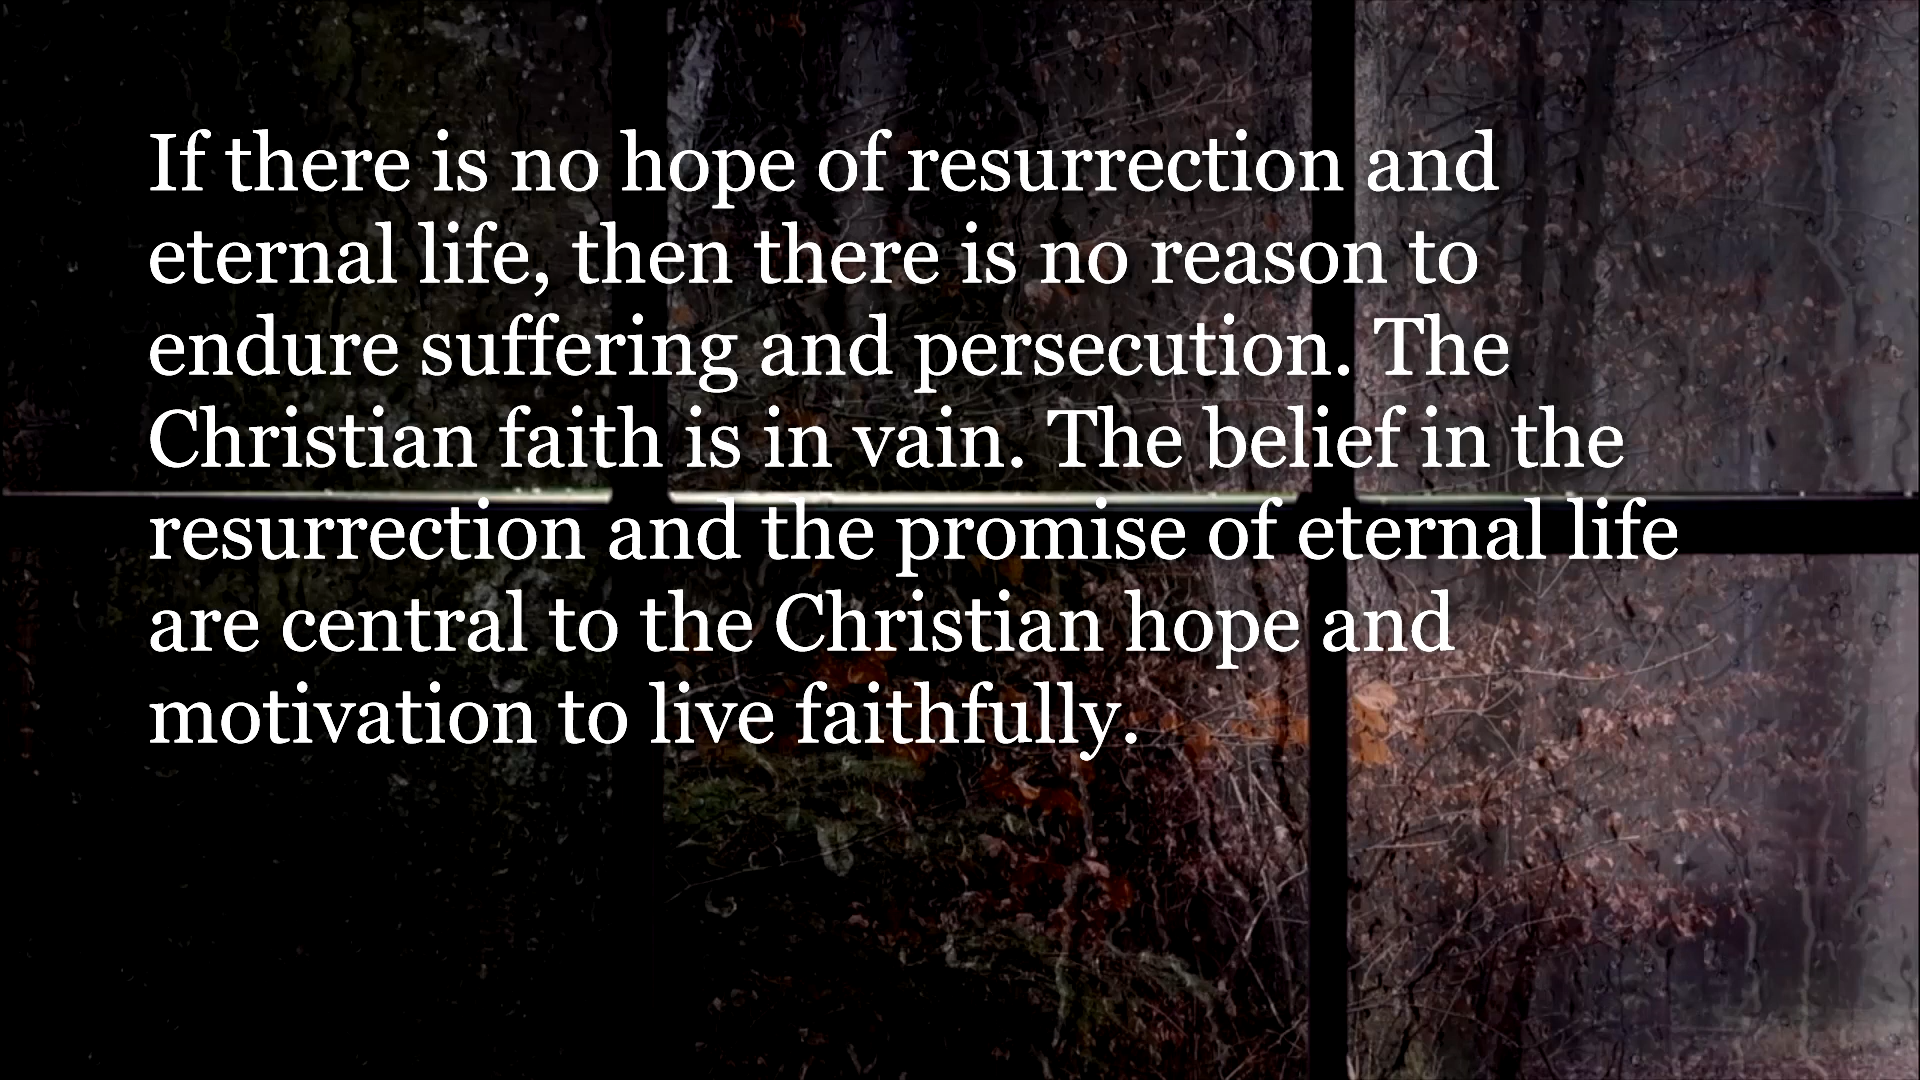 If there is no hope of resurrection and
eternal life, then there is no reason to
endure suffering and persecution. The
Christian faith is in vain. The belief in the
resurrection and the promise of eternal life
are central to the Christian hope and
motivation to live faithfully.